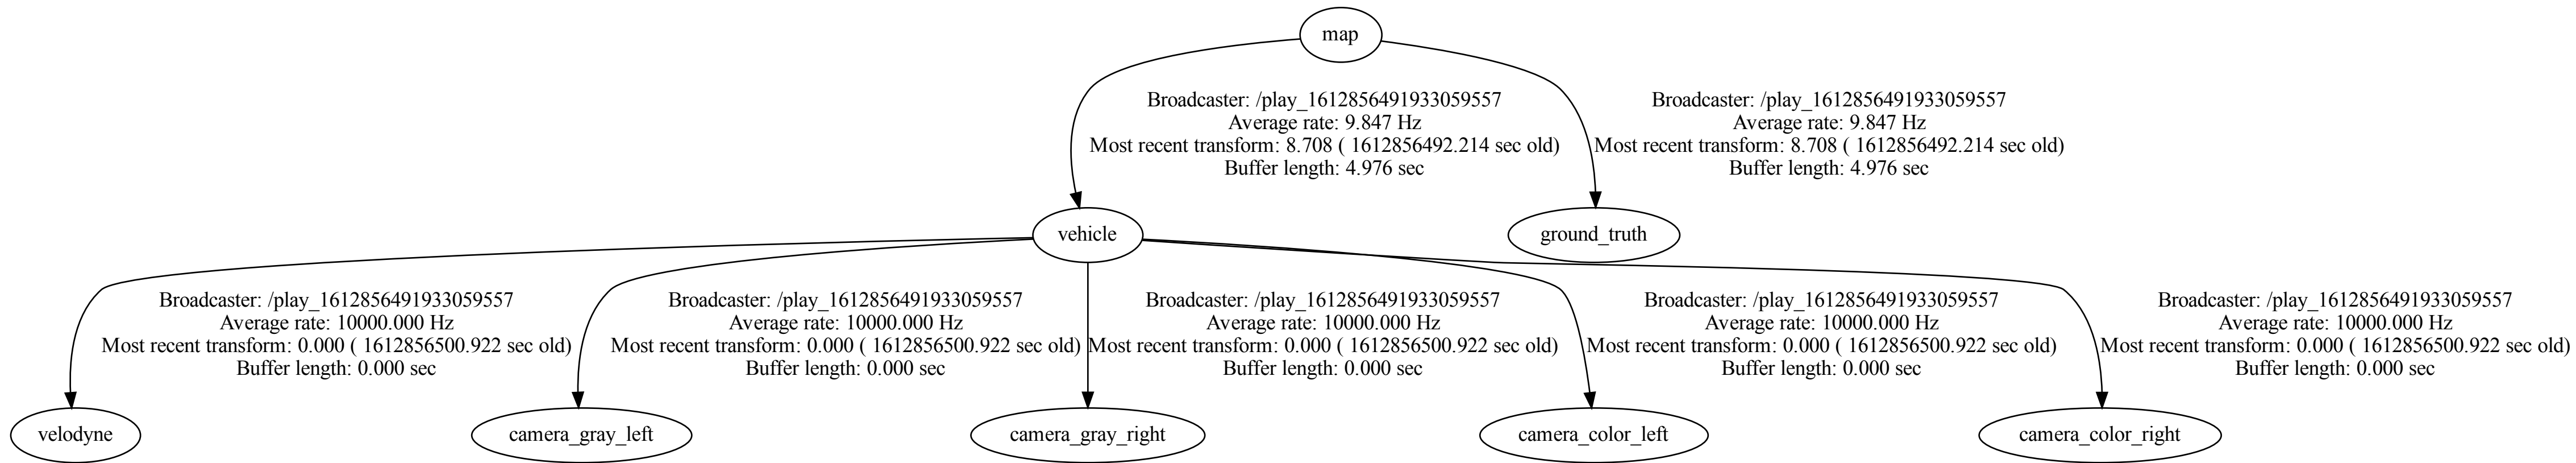 map
Broadcaster: /play_1612856491933059557
Average rate: 9.847 Hz
Most recent transform: 8.708 ( 1612856492.214 sec old)
Buffer length: 4.976 sec
Broadcaster: /play_1612856491933059557
Average rate: 9.847 Hz
Most recent transform: 8.708 ( 1612856492.214 sec old)
Buffer length: 4.976 sec
vehicle
ground_truth
Broadcaster: /play_1612856491933059557
Average rate: 10000.000 Hz
Most recent transform: 0.000 ( 1612856500.922 sec old)
Buffer length: 0.000 sec
Broadcaster: /play_1612856491933059557
Average rate: 10000.000 Hz
Most recent transform: 0.000 ( 1612856500.922 sec old)
Buffer length: 0.000 sec
Broadcaster: /play_1612856491933059557
Average rate: 10000.000 Hz
Most recent transform: 0.000 ( 1612856500.922 sec old)
Buffer length: 0.000 sec
Broadcaster: /play_1612856491933059557
Average rate: 10000.000 Hz
Most recent transform: 0.000 ( 1612856500.922 sec old)
Buffer length: 0.000 sec
Broadcaster: /play_1612856491933059557
Average rate: 10000.000 Hz
Most recent transform: 0.000 ( 1612856500.922 sec old)
Buffer length: 0.000 sec
velodyne
camera_gray_left
camera_gray_right
camera_color_left
camera_color_right